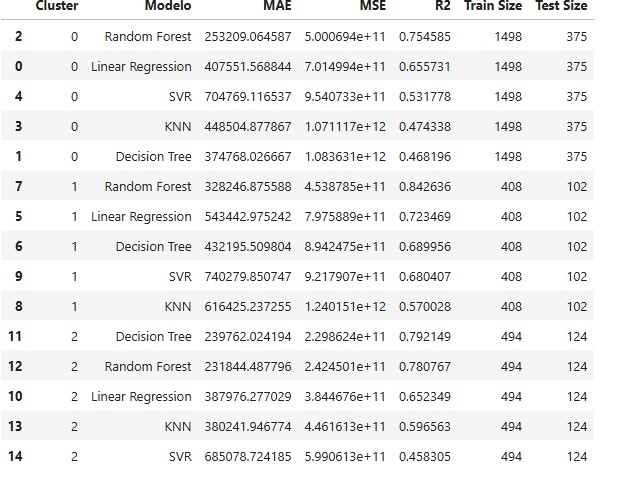 Cluster Modelo MAE MSE R2 Train Size Test Size
2 0 Random Forest 253209.064587 5.000694e+11 0.754585 1498 375
0 0 Linear Regression 407551.568844 7.014994e+11 0.655731 1498 375
4 0 SVR 704769.116537 9.540733e+11 0.531778 1498 375
3 0 KNN 448504.877867 1.071117e+12 0.474338 1498 375
1 0 Decision Tree 374768.026667 1.083631e+12 0.468196 1498 375
7 1 Random Forest 328246.875588 4.538785e+11 0.842636 408 102
5 1 Linear Regression 543442.975242 7.975889e+11 0.723469 408 102
6 1 Decision Tree 432195.509804 8.942475e+11 0.689956 408 102
9 1 SVR 740279.850747 9.217907e+11 0.680407 408 102
8 1 KNN 616425.237255 1.240151e+12 0.570028 408 102
11 2 Decision Tree 239762.024194 2.298624e+11 0.792149 494 124
12 2 Random Forest 231844.487796 2.424501e+11 0.780767 494 124
10 2 Linear Regression 387976.277029 3.844676e+11 0.652349 494 124
13 2 KNN 380241.946774 4.461613e+11 0.596563 494 124
14 2 SVR 685078.724185 5.990613e+11 0.458305 494 124